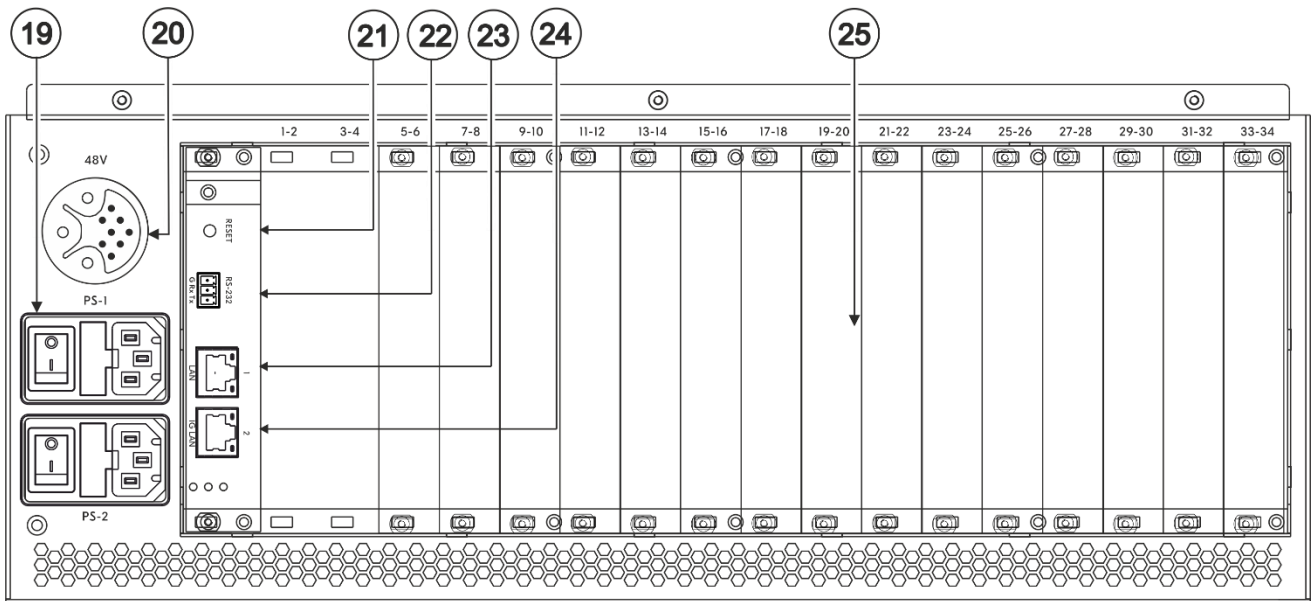 19 20 21 22 23 24 25
1-2 3-4 5-6 7-8 9-10 11-12 13-14 15-16 17-18 19-20 21-22 23-24 25-26 27-28 29-30 31-32 33-34
48V
RESET
RS-232
G Rx Tx
PS-1
LAN
1
1G LAN
2
PS-2